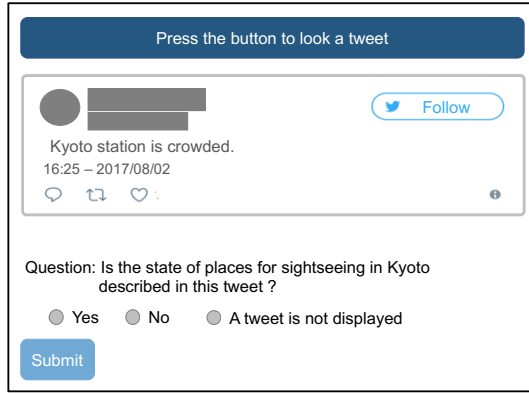 Press the button to look a tweet
Follow
Kyoto station is crowded.
16:25 – 2017/08/02
Question: Is the state of places for sightseeing in Kyoto
described in this tweet ?
Yes No A tweet is not displayed
Submit